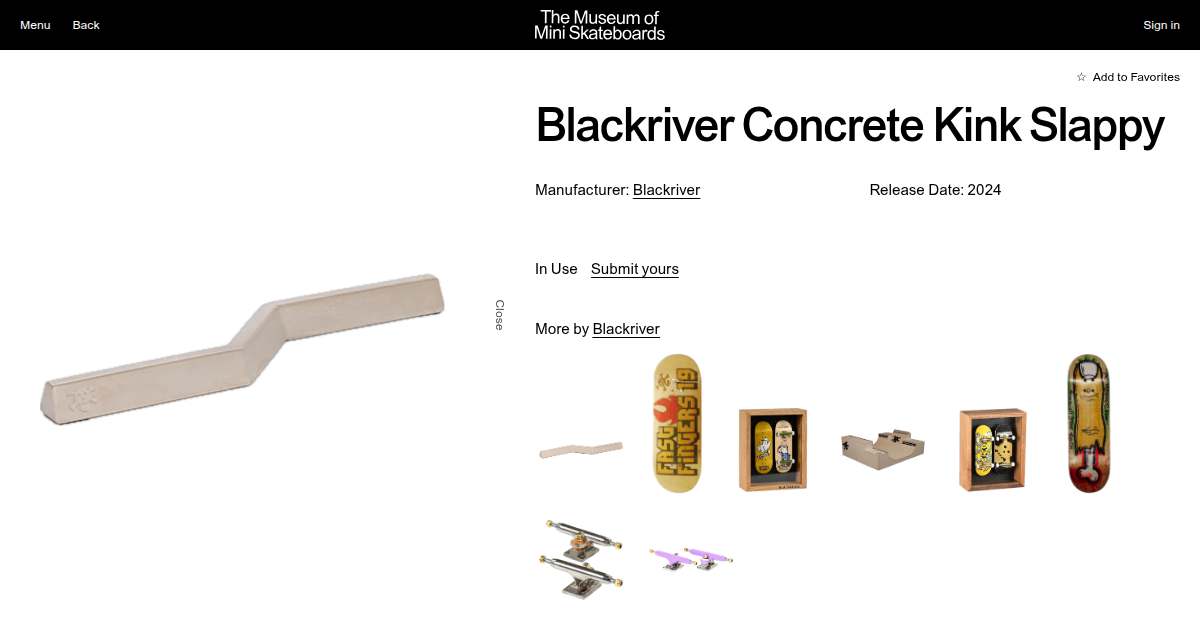 Menu
Back
The Museum of
Mini Skateboards
Sign in
☆ Add to Favorites
Blackriver Concrete Kink Slappy
Manufacturer: Blackriver
Release Date: 2024
In Use
Submit yours
Close
More by Blackriver
FAST
FINGERS 19